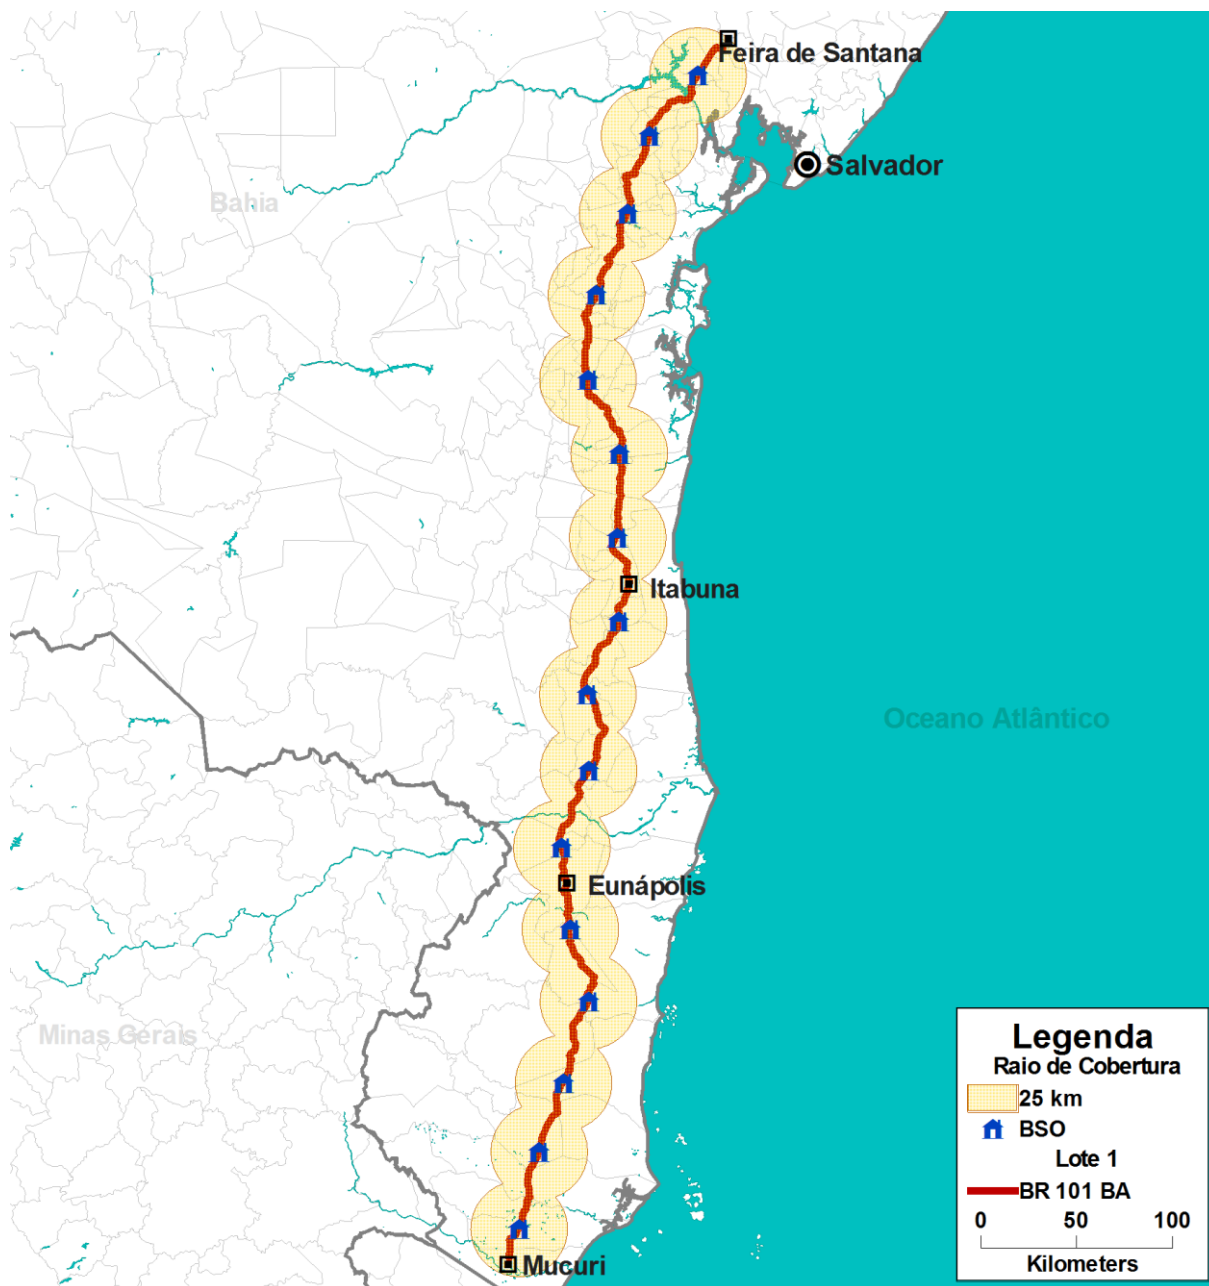 Feira de Santana
Salvador
Bahia
Itabuna
Oceano Atlântico
Eunápolis
Minas Gerais
Mucuri
Legenda
Raio de Cobertura
25 km
BSO
Lote 1
BR 101 BA
0 50 100
Kilometers